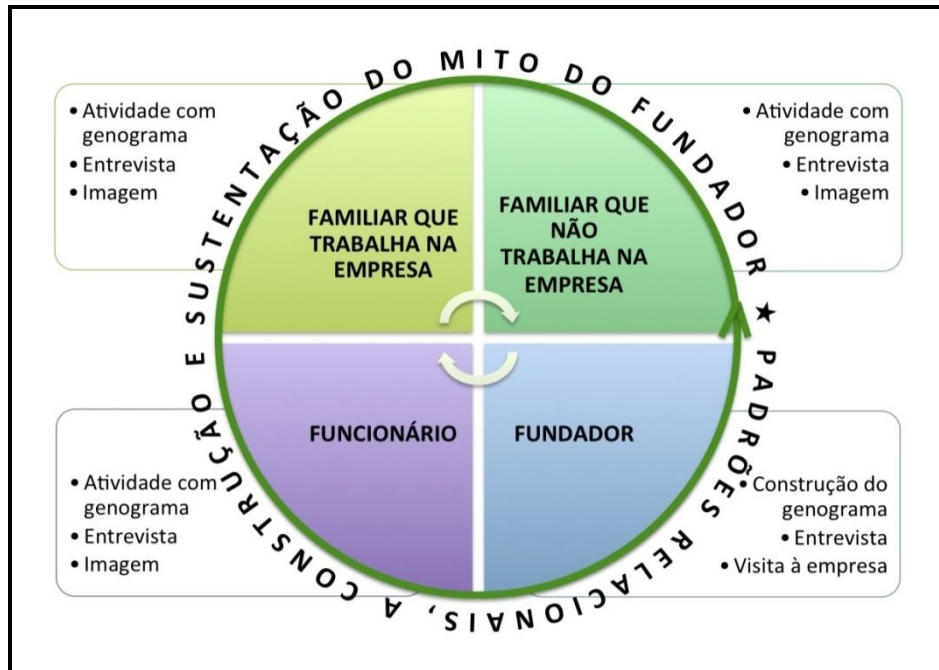 PADRÕES RELACIONAIS, A CONSTRUÇÃO E SUSTENTAÇÃO DO MITO DO FUNDADOR ★
• Atividade com
genograma
• Entrevista
• Imagem
• Atividade com
genograma
• Entrevista
• Imagem
FAMILIAR QUE
TRABALHA NA
EMPRESA
FAMILIAR QUE
NÃO
TRABALHA NA
EMPRESA
FUNCIONÁRIO
FUNDADOR
• Atividade com
genograma
• Entrevista
• Imagem
• Construção do
genograma
• Entrevista
• Visita à empresa